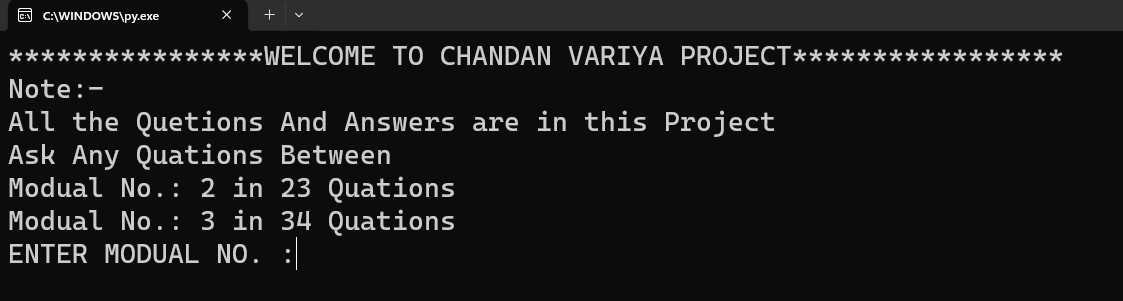 C:\WINDOWS\py.exe
****************WELCOME TO CHANDAN VARIYA PROJECT*****************
Note:-
All the Quetions And Answers are in this Project
Ask Any Quations Between
Modual No.: 2 in 23 Quations
Modual No.: 3 in 34 Quations
ENTER MODUAL NO. :